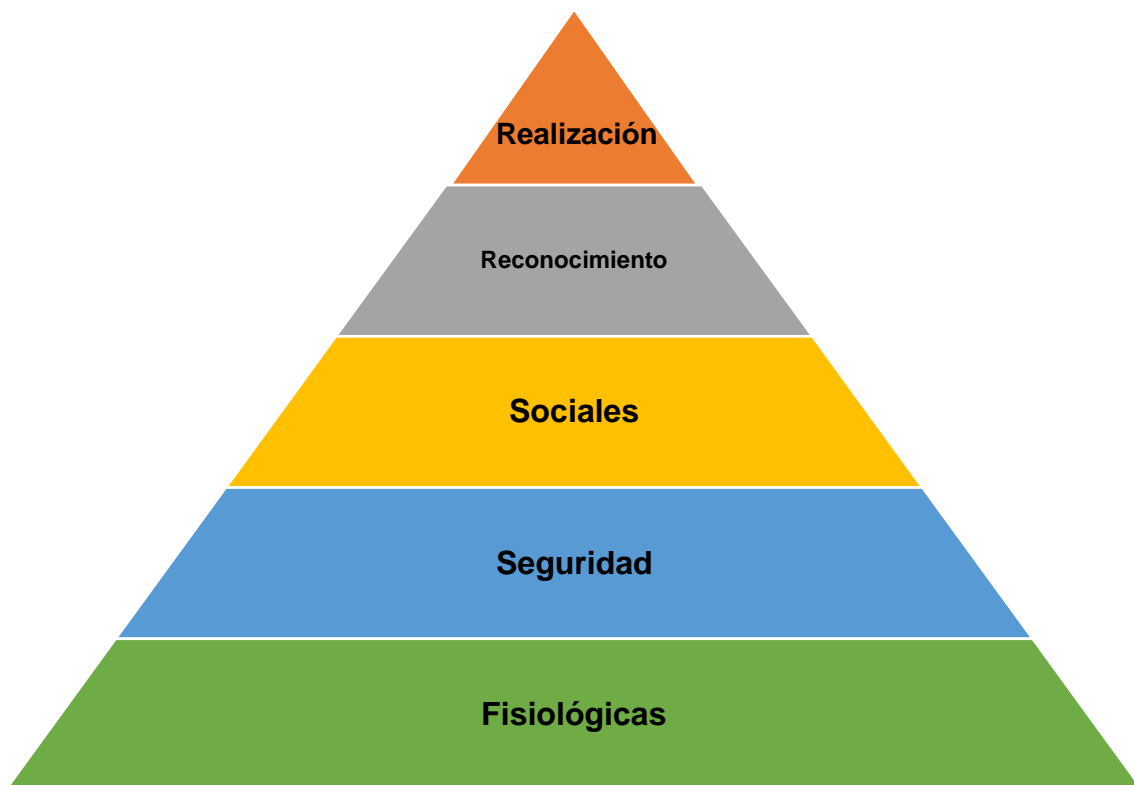 Realización
Reconocimiento
Sociales
Seguridad
Fisiológicas